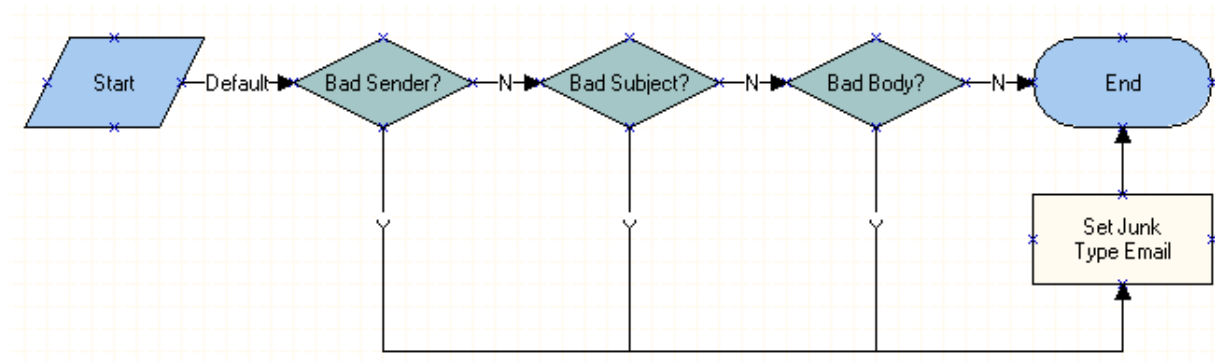 Start
Default
Bad Sender?
N
Bad Subject?
N
Bad Body?
N
End
Y
Y
Y
Set Junk
Type Email